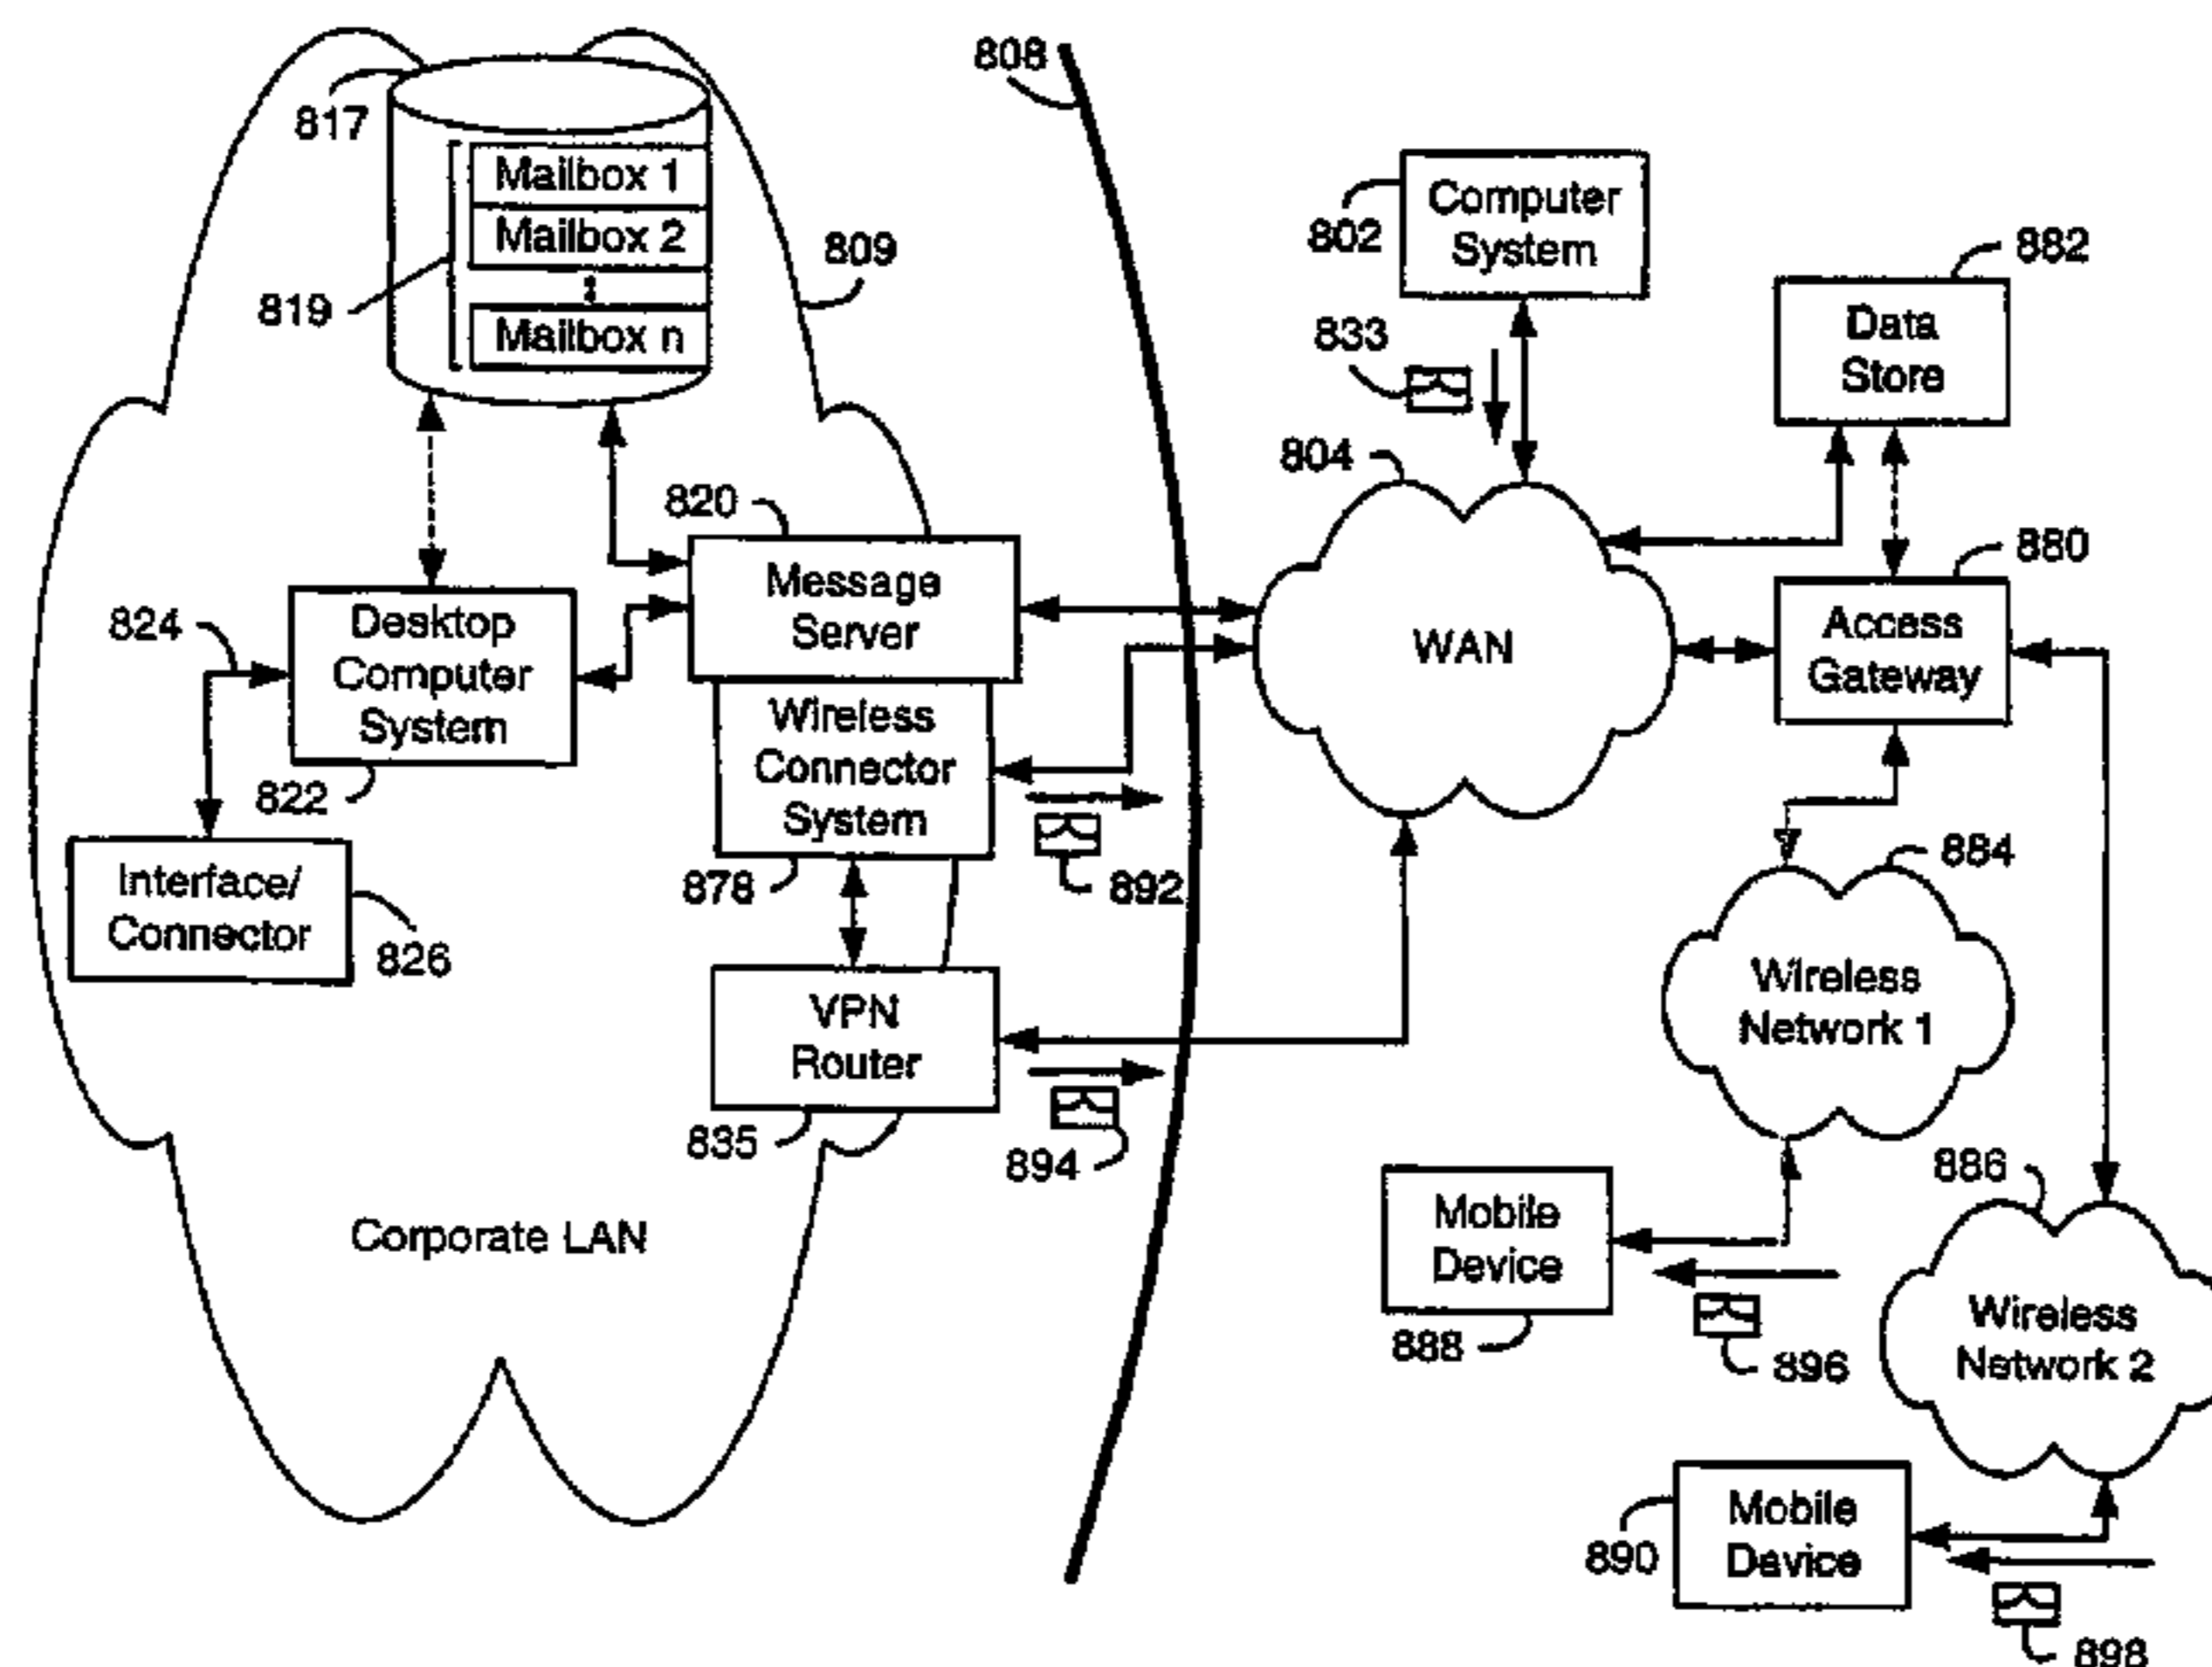 808
817
Mailbox 1
Mailbox 2
Mailbox n
819
809
Computer
System
802
882
Data
Store
833
804
820
Message
Server
880
Access
Gateway
WAN
824
Desktop
Computer
System
822
Wireless
Connector
System
878
892
Interface/
Connector
826
884
Wireless
Network 1
VPN
Router
835
894
886
Mobile
Device
888
896
Corporate LAN
Wireless
Network 2
Mobile
Device
890
898